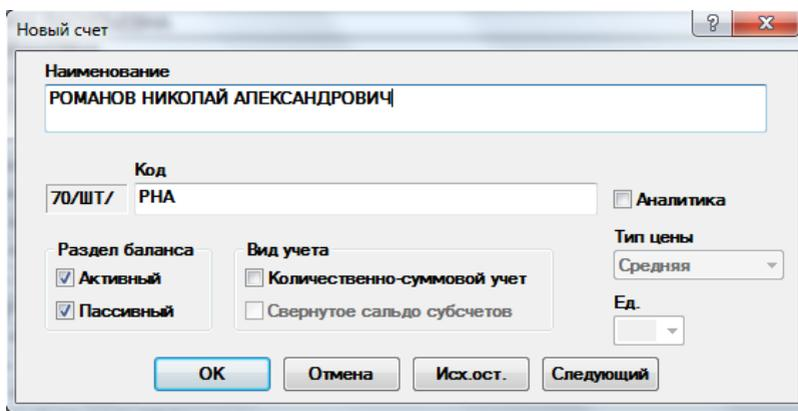 Новый счет
Наименование
РОМАНОВ НИКОЛАЙ АЛЕКСАНДРОВИЧ
Код
70/ШТ/ РНА
Аналитика
Раздел баланса
Вид учета
Тип цены
Активный
Количественно-суммовой учет
Средняя
Пассивный
Свернутое сальдо субсчетов
Ед.
OK
Отмена
Исх.ост.
Следующий